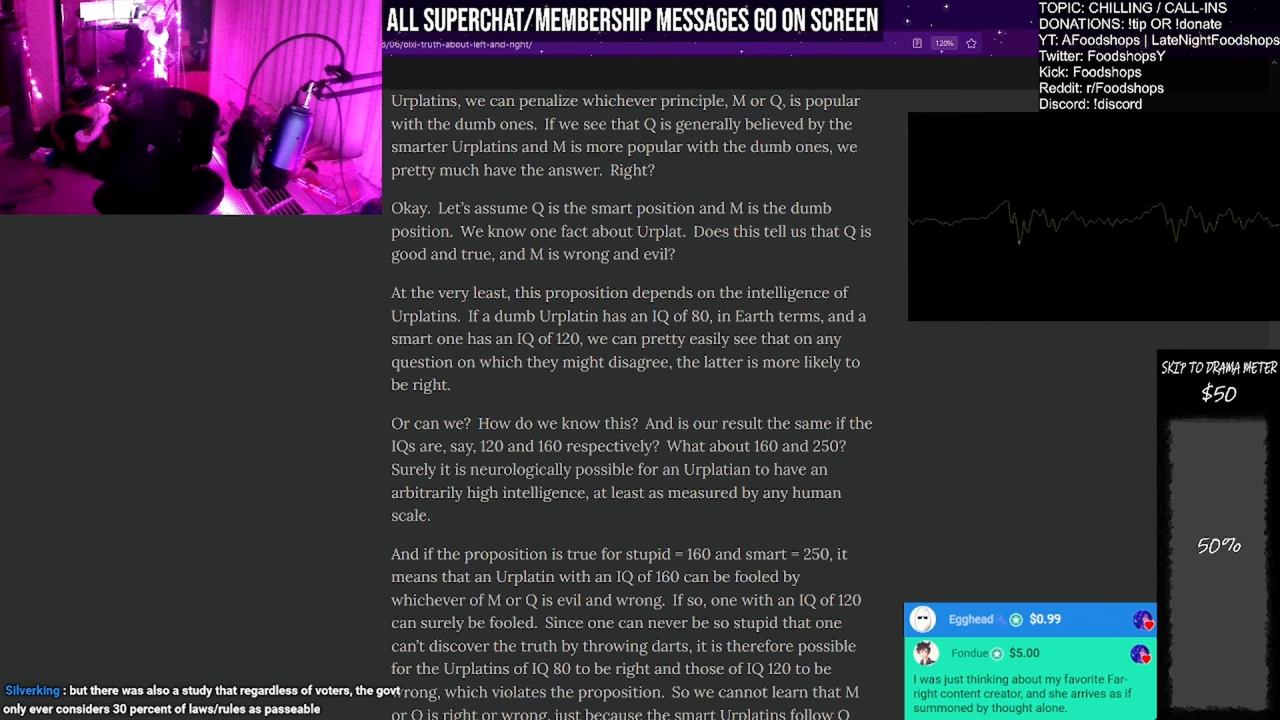 ALL SUPERCHAT/MEMBERSHIP MESSAGES GO ON SCREEN
/06/olxi-truth-about-left-and-right/
120%
TOPIC: CHILLING / CALL-INS
DONATIONS: !tip OR !donate
YT: AFoodshops | LateNightFoodshops
Twitter: FoodshopsY
Kick: Foodshops
Reddit: r/Foodshops
Discord: !discord
Urplatins, we can penalize whichever principle, M or Q, is popular
with the dumb ones. If we see that Q is generally believed by the
smarter Urplatins and M is more popular with the dumb ones, we
pretty much have the answer. Right?
Okay. Let's assume Q is the smart position and M is the dumb
position. We know one fact about Urplat. Does this tell us that Q is
good and true, and M is wrong and evil?
At the very least, this proposition depends on the intelligence of
Urplatins. If a dumb Urplatin has an IQ of 80, in Earth terms, and a
smart one has an IQ of 120, we can pretty easily see that on any
question on which they might disagree, the latter is more likely to
be right.
Or can we? How do we know this? And is our result the same if the
IQs are, say, 120 and 160 respectively? What about 160 and 250?
Surely it is neurologically possible for an Urplatian to have an
arbitrarily high intelligence, at least as measured by any human
scale.
And if the proposition is true for stupid = 160 and smart = 250, it
means that an Urplatin with an IQ of 160 can be fooled by
whichever of M or Q is evil and wrong. If so, one with an IQ of 120
can surely be fooled. Since one can never be so stupid that one
can't discover the truth by throwing darts, it is therefore possible
for the Urplatins of IQ 80 to be right and those of IQ 120 to be
wrong, which violates the proposition. So we cannot learn that M
or Q is right or wrong, just because the smart Urplatins follow Q
SKIP TO DRAMA METER
$50
50%
Egghead $0.99
Fondue $5.00
I was just thinking about my favorite Far-
right content creator, and she arrives as if
summoned by thought alone.
Silverking : but there was also a study that regardless of voters, the govt
only ever considers 30 percent of laws/rules as passeable